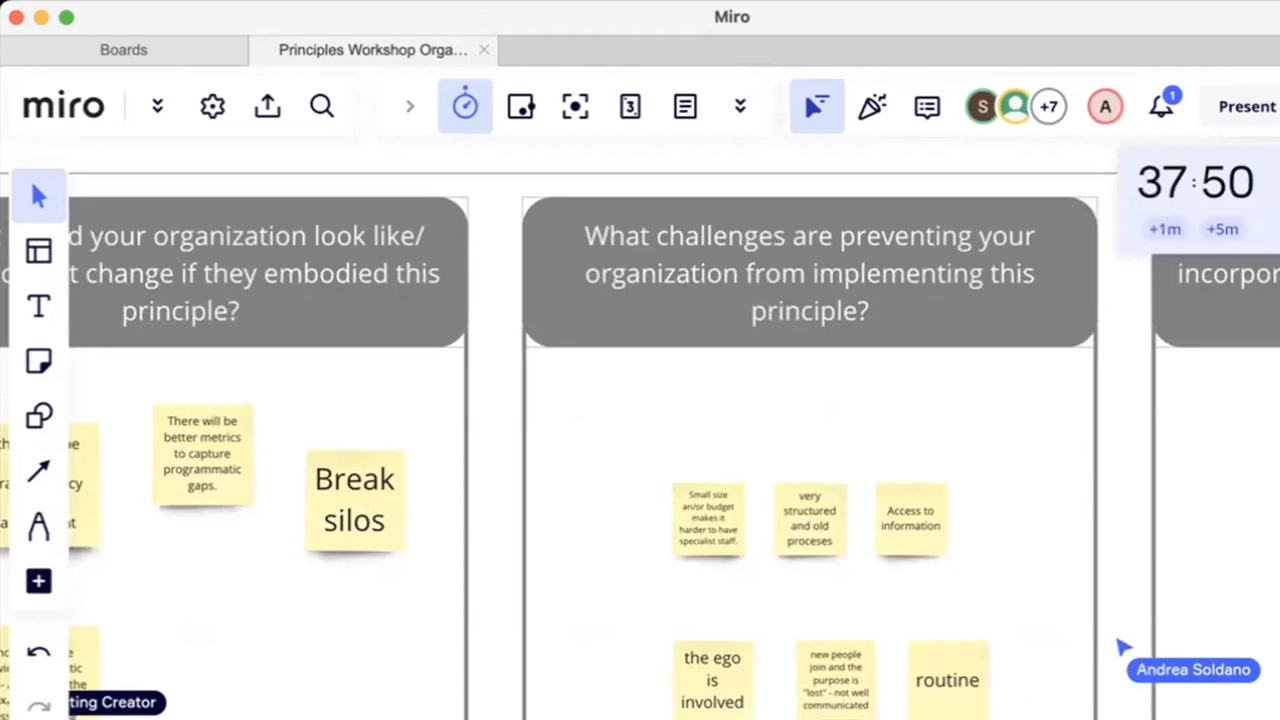 Miro
Boards
Principles Workshop Orga...
miro
3
S
+7
A
1
Present
37:50
+1m
+5m
d your organization look like/
t change if they embodied this
principle?
What challenges are preventing your
organization from implementing this
principle?
There will be
better metrics
to capture
programmatic
gaps.
Break
silos
Small size
an/or budget
makes it
harder to have
specialist staff.
very
structured
and old
proceses
Access to
information
the ego
is
involved
new people
join and the
purpose is
"lost" - not well
communicated
routine
Andrea Soldano
ting Creator